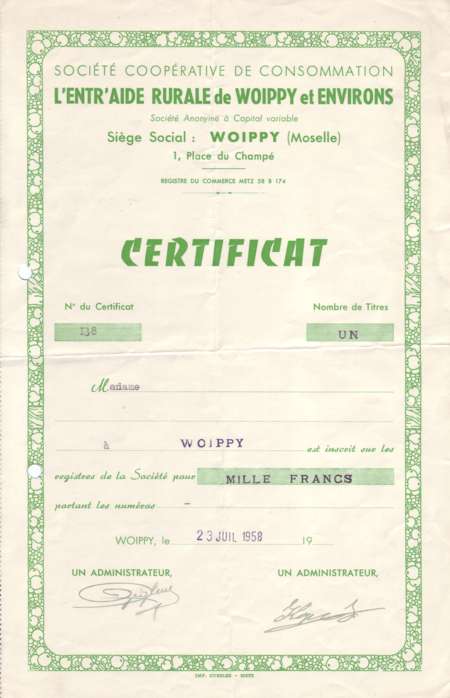 SOCIÉTÉ COOPÉRATIVE DE CONSOMMATION
L'ENTR'AIDE RURALE de WOIPPY et ENVIRONS
Société Anonyme à Capital variable
Siège Social : WOIPPY (Moselle)
1, Place du Champé
REGISTRE DU COMMERCE METZ 58 B 174
CERTIFICAT
N° du Certificat Nombre de Titres
138 UN
Madame
à WOIPPY est inscrit sur les
registres de la Société pour MILLE FRANCS
portant les numéros -
WOIPPY, le 23 JUIL 1958 19
UN ADMINISTRATEUR, UN ADMINISTRATEUR,